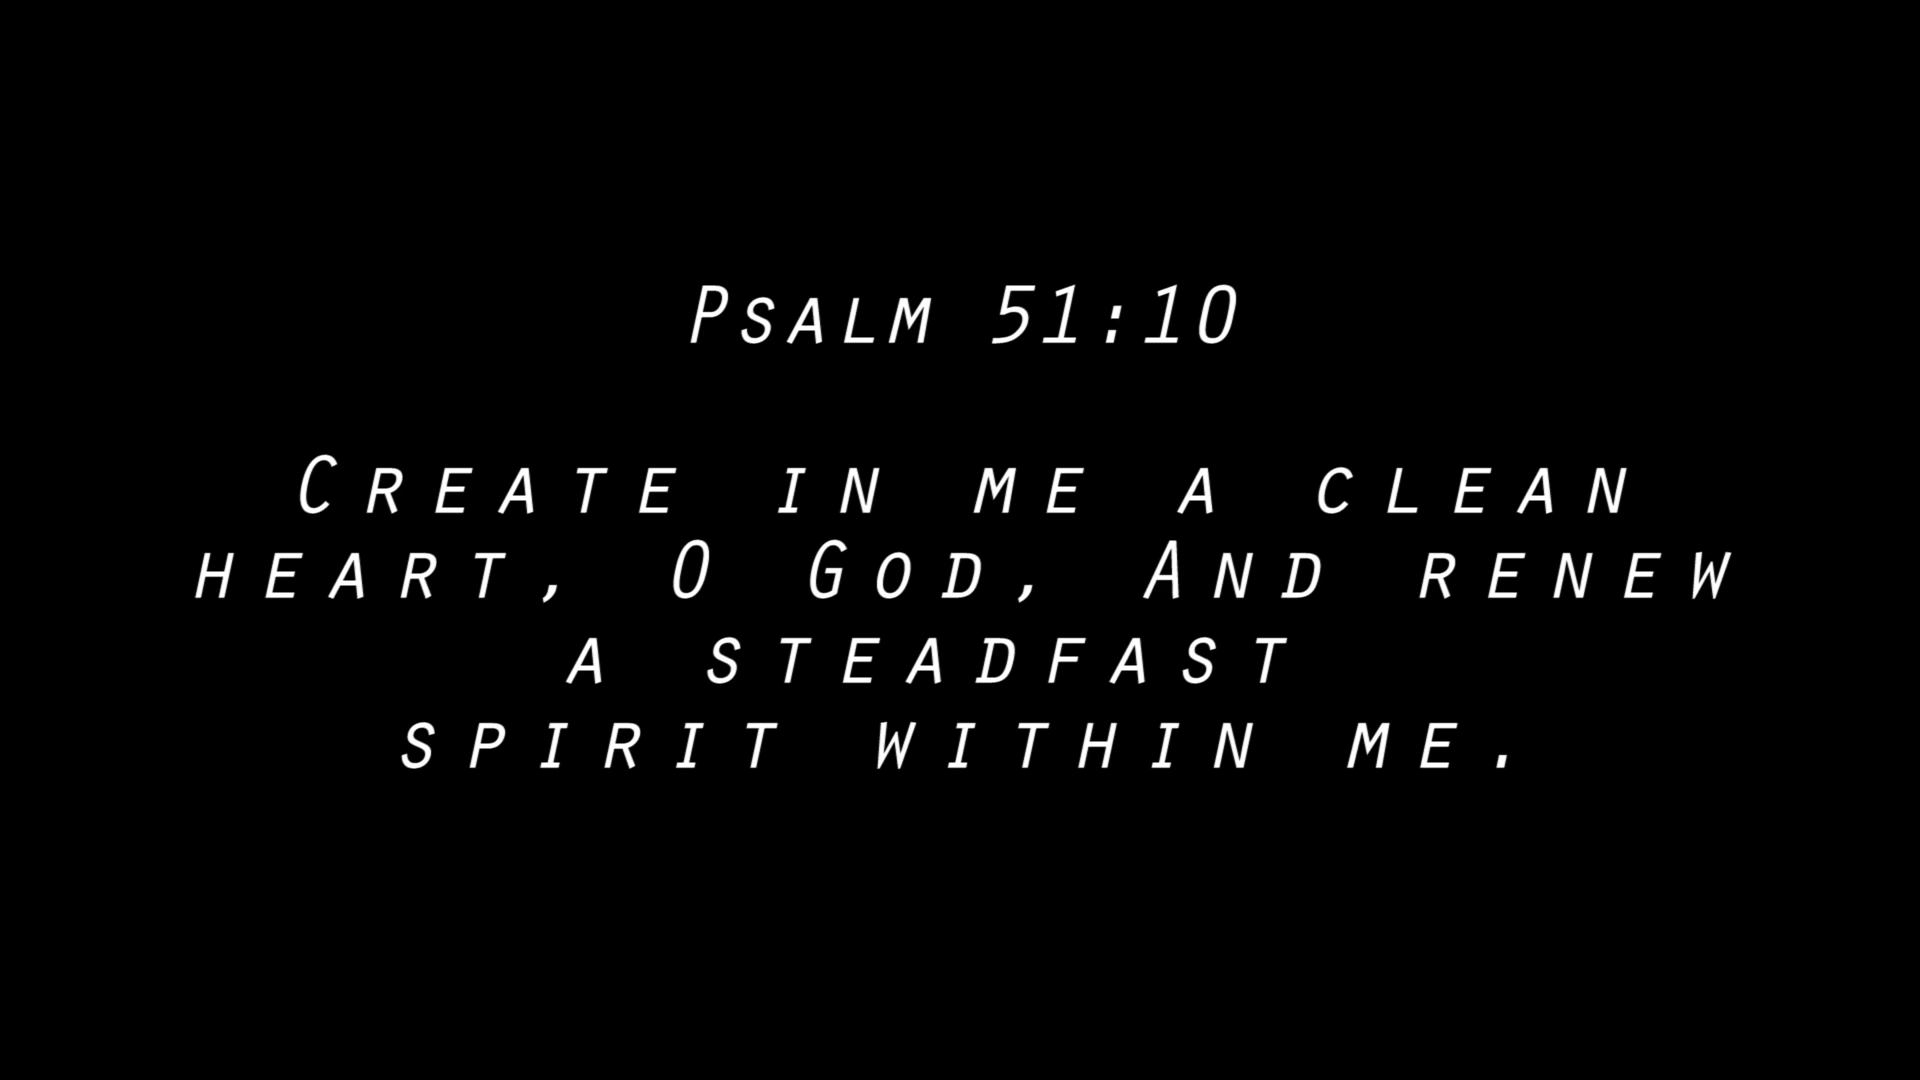 Psalm 51:10
Create in me a clean
heart, O God, And renew
a steadfast
spirit within me.